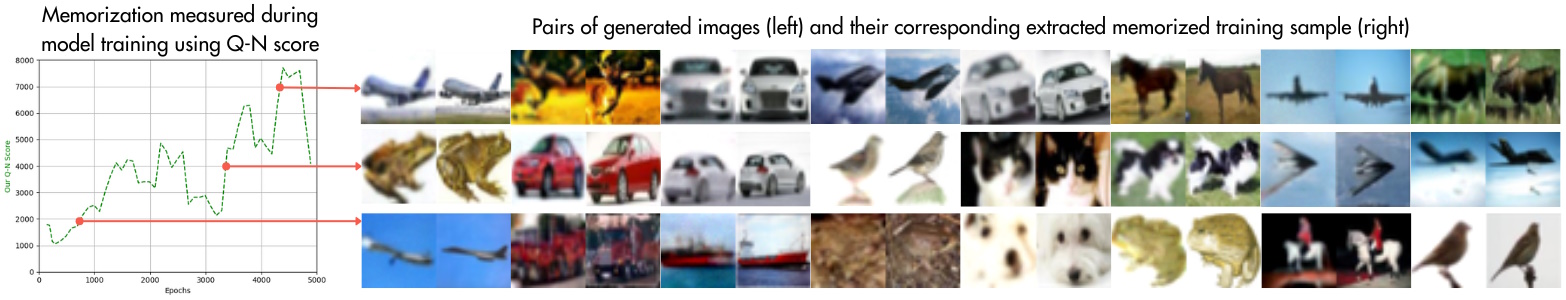 Memorization measured during
model training using Q-N score
Pairs of generated images (left) and their corresponding extracted memorized training sample (right)
8000
7000
6000
5000
4000
3000
2000
1000
0
Our Q-N Score
0 1000 2000 3000 4000 5000
Epochs